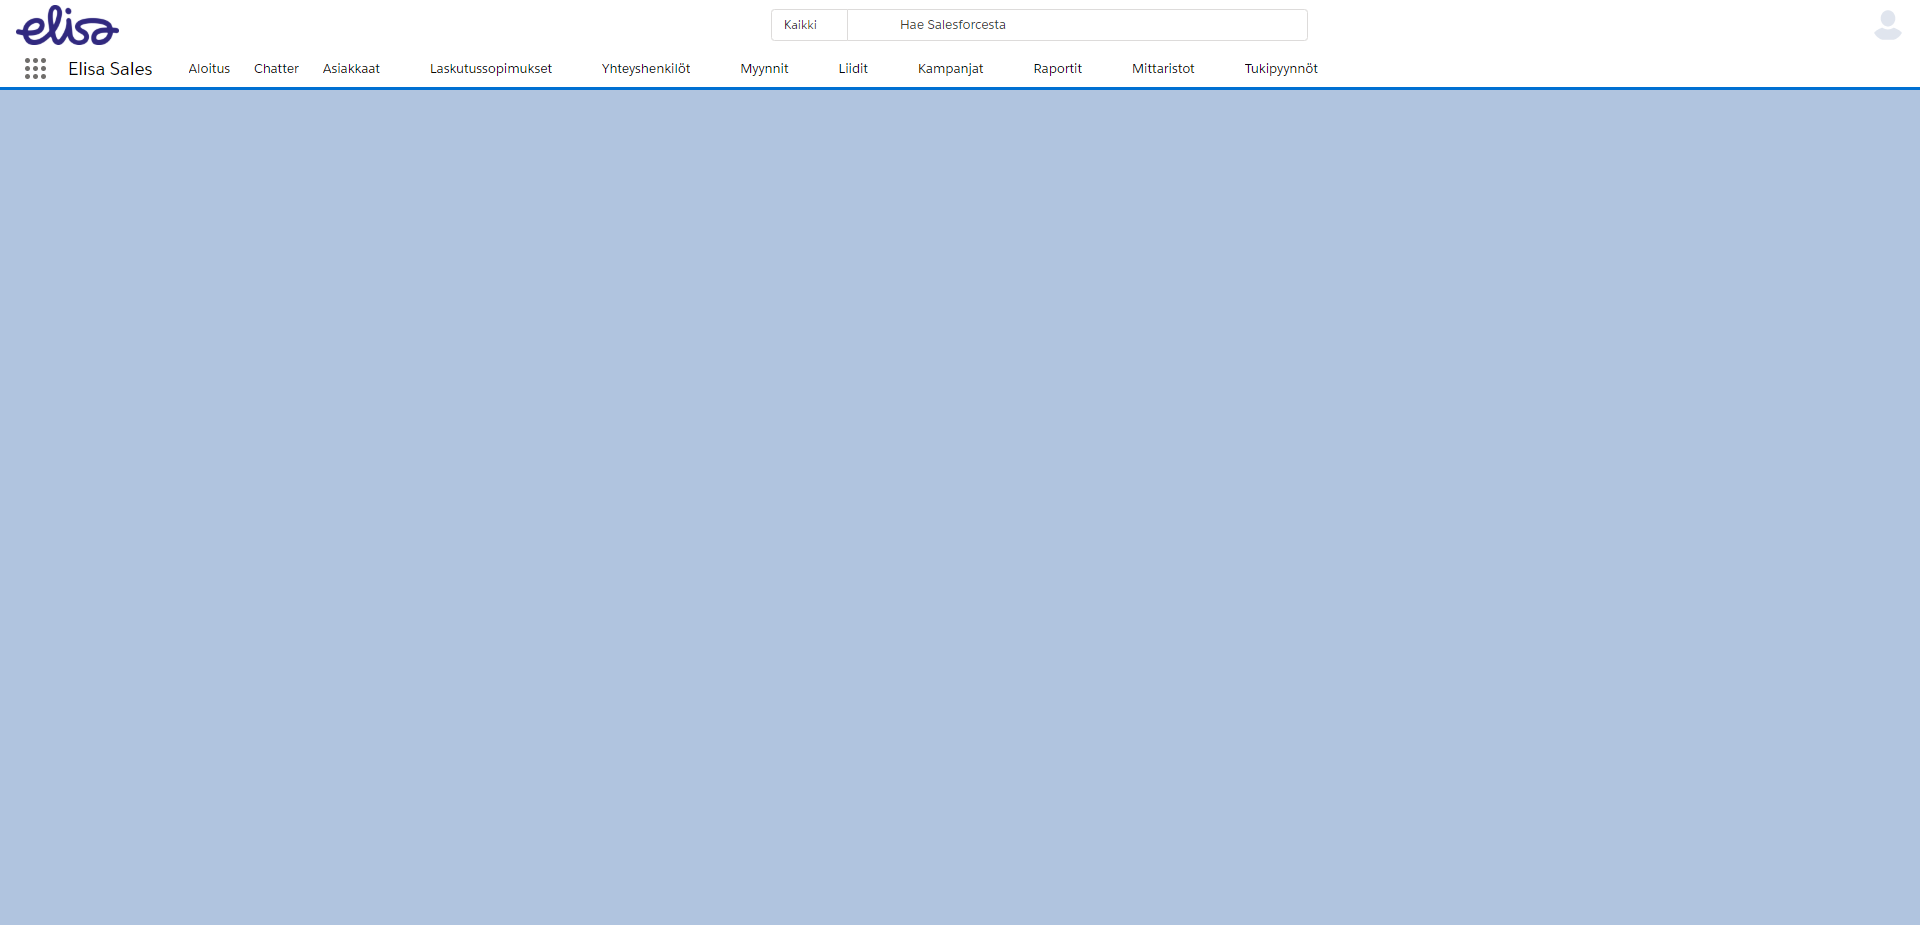 elisa
Kaikki
Hae Salesforcesta
Elisa Sales
Aloitus
Chatter
Asiakkaat
Laskutussopimukset
Yhteyshenkilöt
Myynnit
Liidit
Kampanjat
Raportit
Mittaristot
Tukipyynnöt